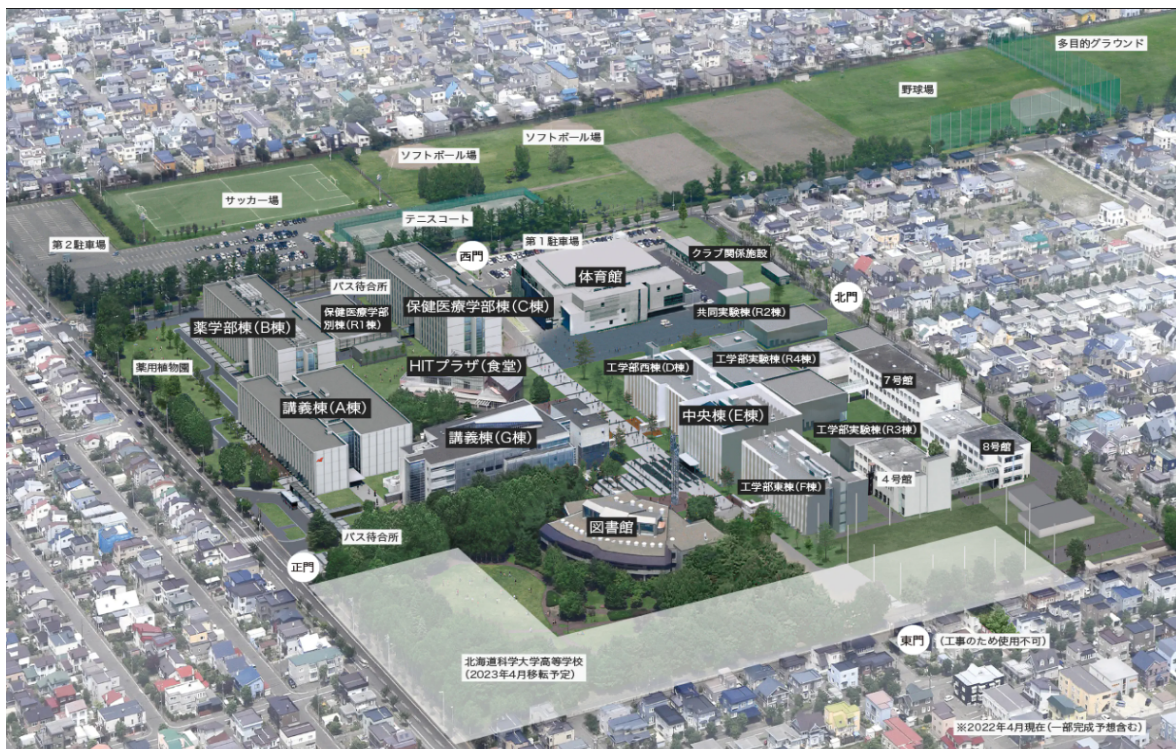 多目的グラウンド
野球場
ソフトボール場
ソフトボール場
サッカー場
テニスコート
第2駐車場
西門
第1駐車場
クラブ関係施設
体育館
北門
バス待合所
保健医療学部棟(C棟)
保健医療学部
別棟(R1棟)
薬学部棟(B棟)
共同実験棟(R2棟)
薬用植物園
HITプラザ(食堂)
工学部西棟(D棟)
工学部実験棟(R4棟)
7号館
講義棟(A棟)
中央棟(E棟)
講義棟(G棟)
工学部実験棟(R3棟)
8号館
4号館
工学部東棟(F棟)
図書館
バス待合所
正門
東門
(工事のため使用不可)
北海道科学大学高等学校
(2023年4月移転予定)
※2022年4月現在(一部完成予想含む)